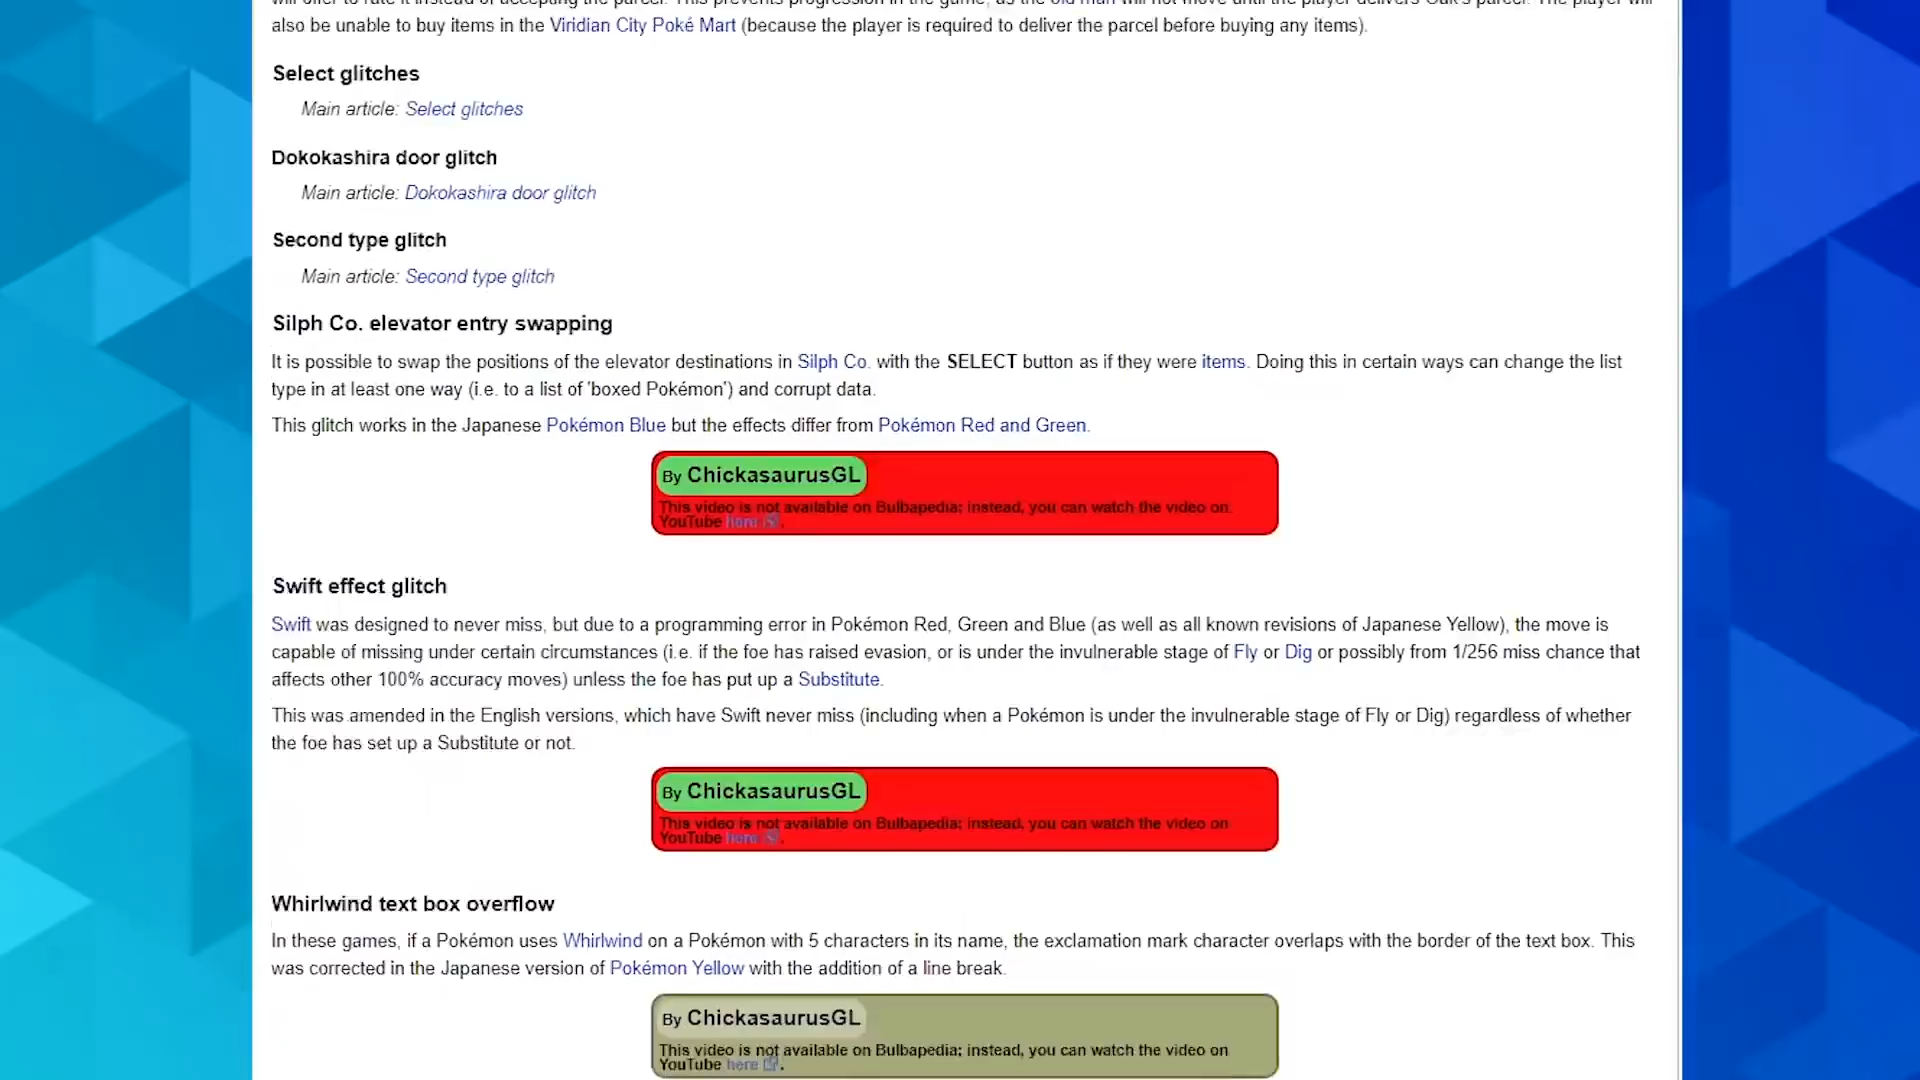 also be unable to buy items in the Viridian City Poké Mart (because the player is required to deliver the parcel before buying any items).
Select glitches
Main article: Select glitches
Dokokashira door glitch
Main article: Dokokashira door glitch
Second type glitch
Main article: Second type glitch
Silph Co. elevator entry swapping
It is possible to swap the positions of the elevator destinations in Silph Co. with the SELECT button as if they were items. Doing this in certain ways can change the list
type in at least one way (i.e. to a list of 'boxed Pokémon') and corrupt data.
This glitch works in the Japanese Pokémon Blue but the effects differ from Pokémon Red and Green.
By ChickasaurusGL
This video is not available on Bulbapedia; instead, you can watch the video on
YouTube here.
Swift effect glitch
Swift was designed to never miss, but due to a programming error in Pokémon Red, Green and Blue (as well as all known revisions of Japanese Yellow), the move is
capable of missing under certain circumstances (i.e. if the foe has raised evasion, or is under the invulnerable stage of Fly or Dig or possibly from 1/256 miss chance that
affects other 100% accuracy moves) unless the foe has put up a Substitute.
This was amended in the English versions, which have Swift never miss (including when a Pokémon is under the invulnerable stage of Fly or Dig) regardless of whether
the foe has set up a Substitute or not.
By ChickasaurusGL
This video is not available on Bulbapedia; instead, you can watch the video on
YouTube here.
Whirlwind text box overflow
In these games, if a Pokémon uses Whirlwind on a Pokémon with 5 characters in its name, the exclamation mark character overlaps with the border of the text box. This
was corrected in the Japanese version of Pokémon Yellow with the addition of a line break.
By ChickasaurusGL
This video is not available on Bulbapedia; instead, you can watch the video on
YouTube here.